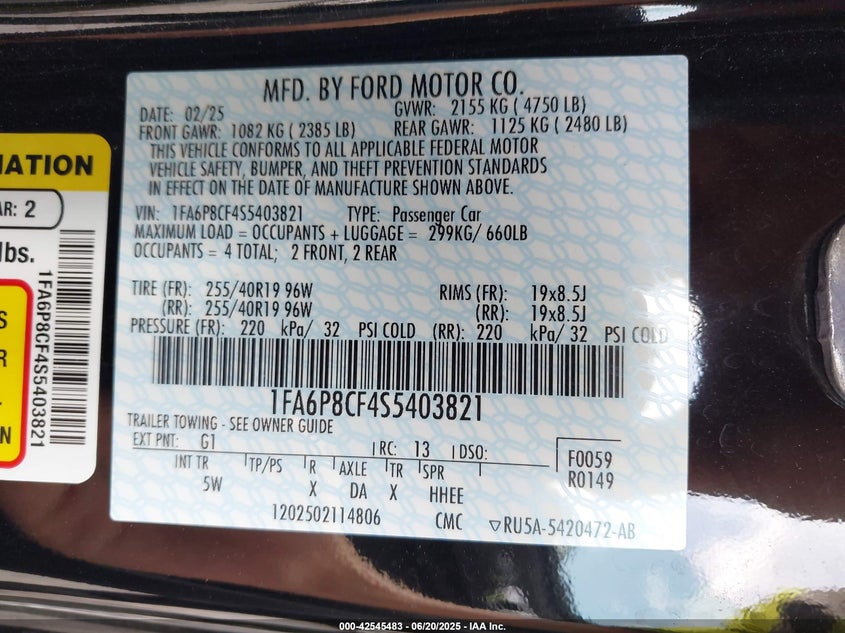 MFD. BY FORD MOTOR CO.
DATE: 02/25 GVWR: 2155 KG ( 4750 LB)
FRONT GAWR: 1082 KG ( 2385 LB) REAR GAWR: 1125 KG ( 2480 LB)
THIS VEHICLE CONFORMS TO ALL APPLICABLE FEDERAL MOTOR
VEHICLE SAFETY, BUMPER, AND THEFT PREVENTION STANDARDS
IN EFFECT ON THE DATE OF MANUFACTURE SHOWN ABOVE.
VIN: 1FA6P8CF4S5403821 TYPE: Passenger Car
MAXIMUM LOAD = OCCUPANTS + LUGGAGE = 299KG/ 660LB
OCCUPANTS = 4 TOTAL; 2 FRONT, 2 REAR
TIRE (FR): 255/40R19 96W RIMS (FR): 19x8.5J
(RR): 255/40R19 96W (RR): 19x8.5J
PRESSURE (FR): 220 kPa/ 32 PSI COLD (RR): 220 kPa/ 32 PSI COLD
1FA6P8CF4S5403821
TRAILER TOWING - SEE OWNER GUIDE
EXT PNT: G1 RC: 13 DSO: F0059
INT TR TP/PS R AXLE TR SPR R0149
5W X DA X HHEE
1202502114806 CMC ▽RU5A-5420472-AB
AR: 2
lbs.
1FA6P8CF4S5403821
S
R
N
000-42545483 - 06/20/2025 - IAA Inc.